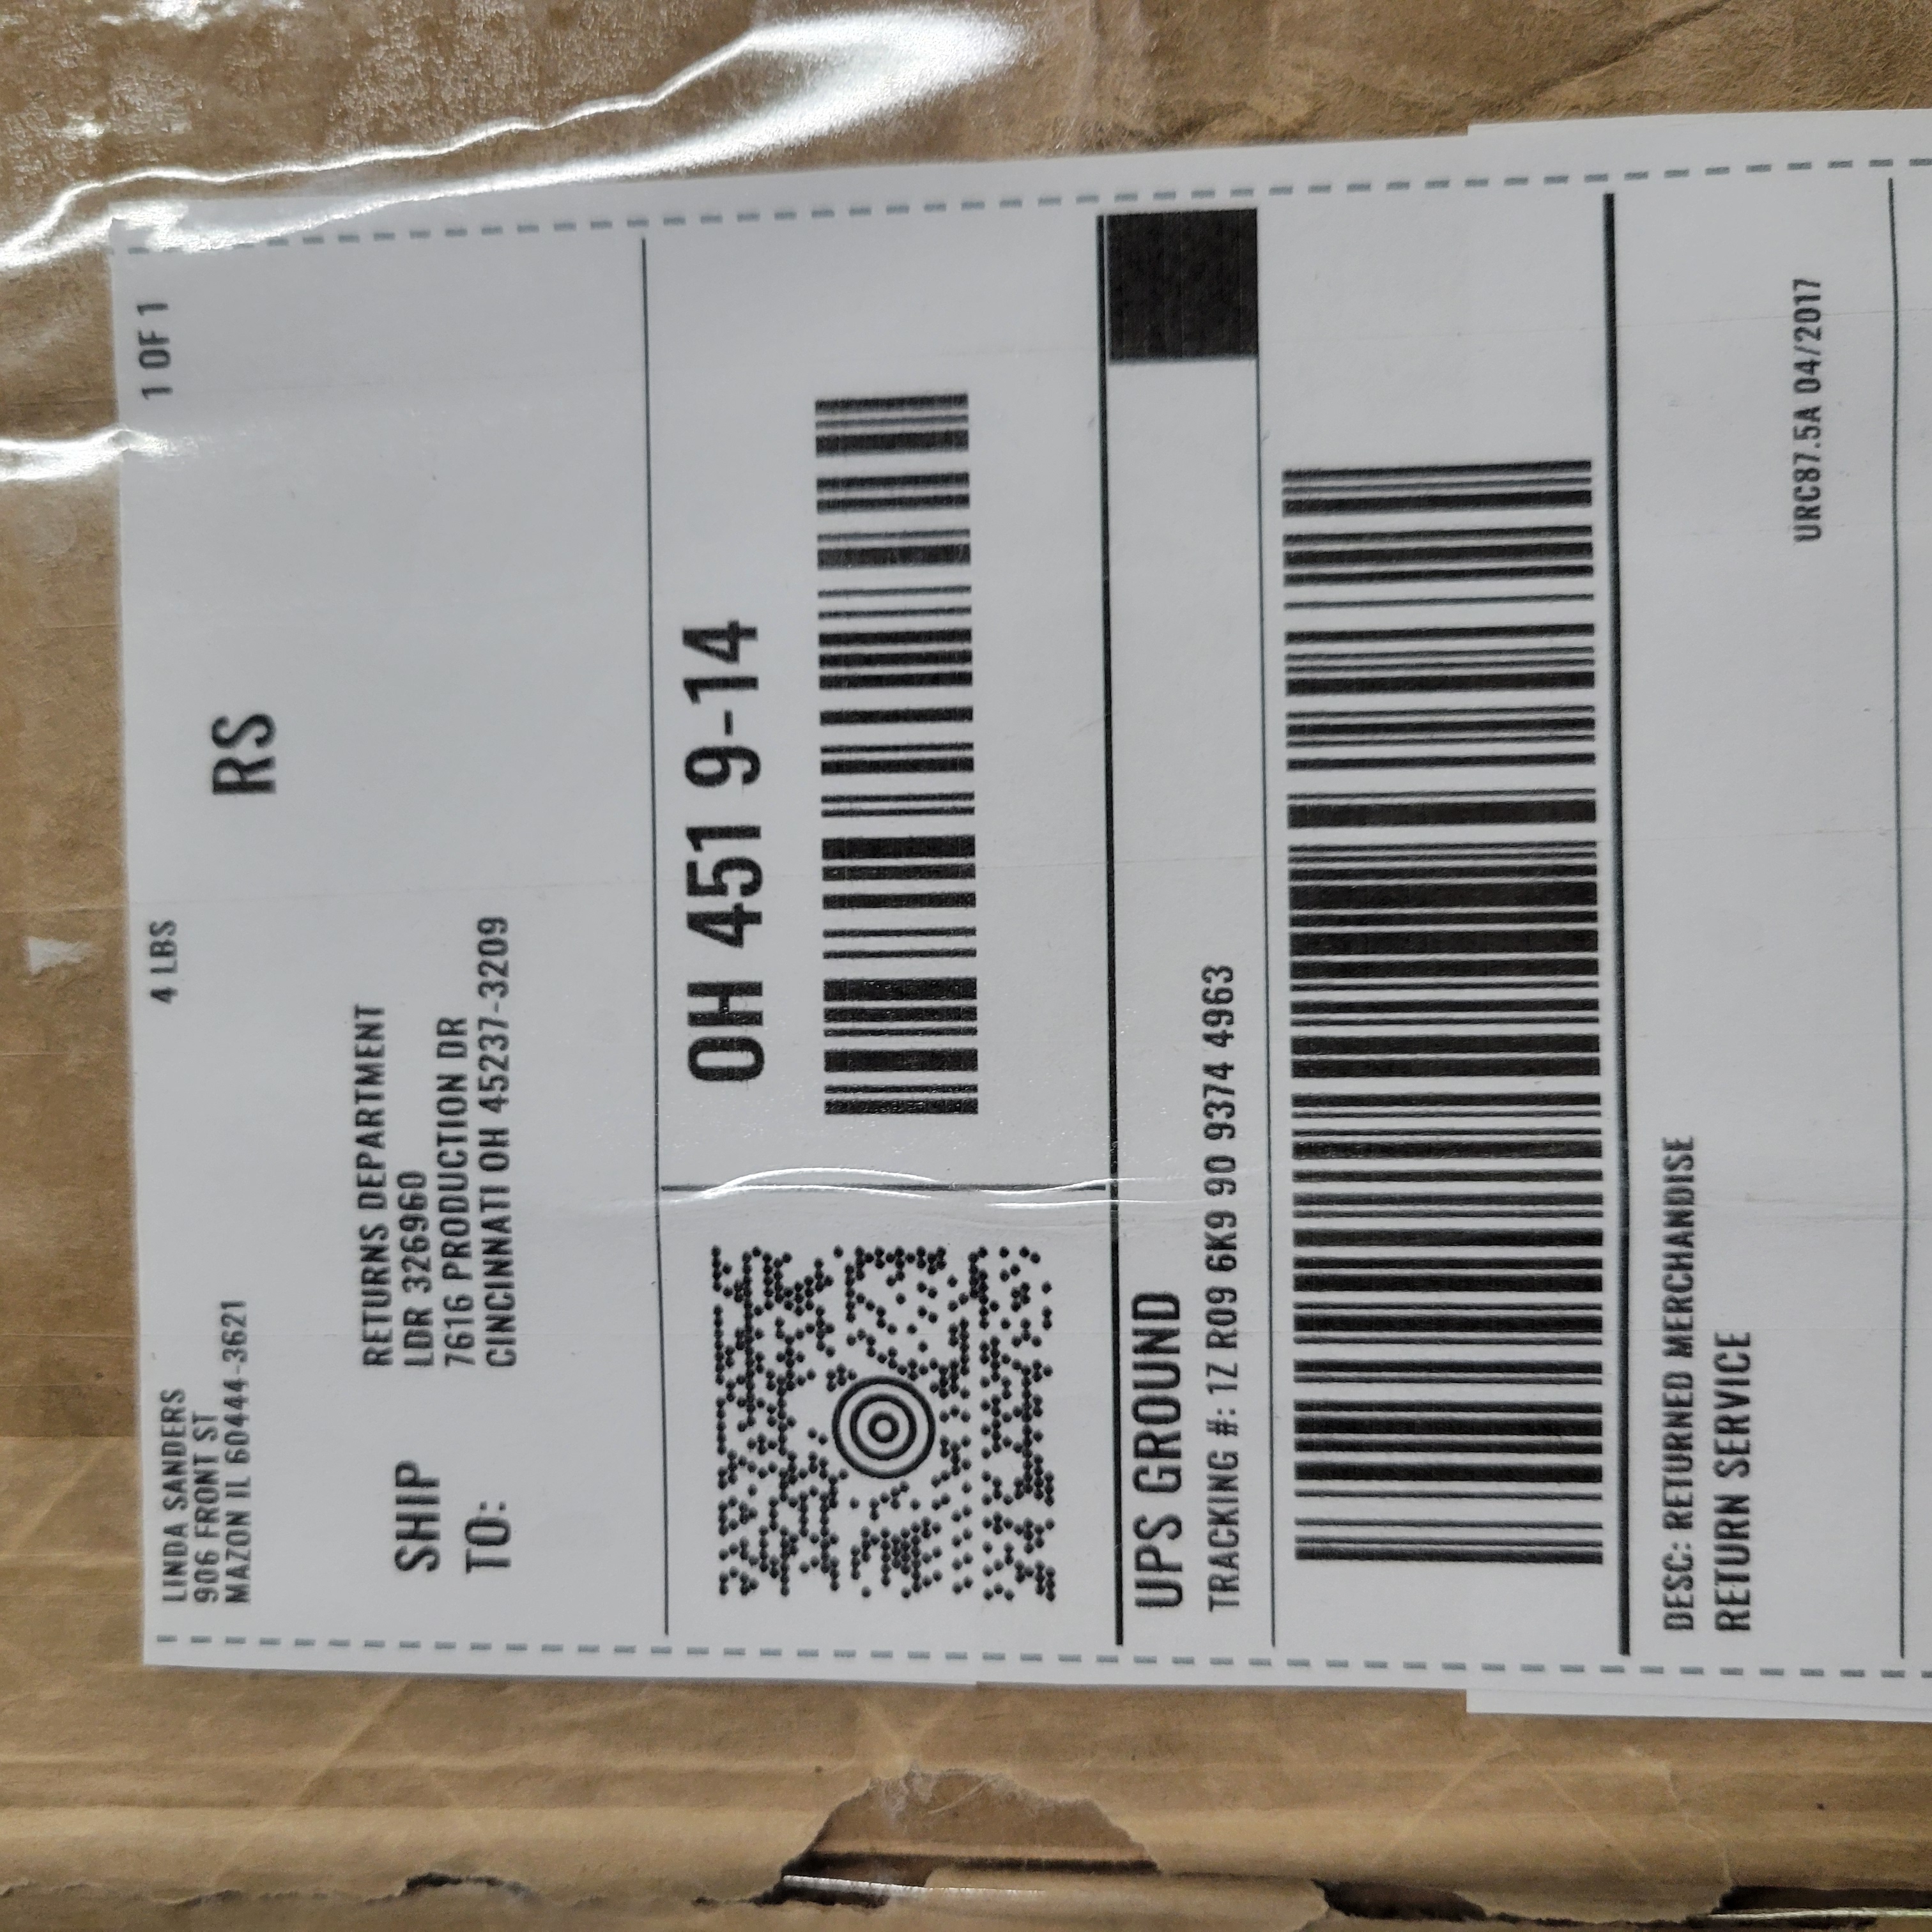 LINDA SANDERS
906 FRONT ST
MAZON IL 60444-3621
4 LBS
1 OF 1
RS
SHIP
TO:
RETURNS DEPARTMENT
LDR 326960
7616 PRODUCTION DR
CINCINNATI OH 45237-3209
OH 451 9-14
UPS GROUND
TRACKING #: 1Z R09 6K9 90 9374 4963
DESC: RETURNED MERCHANDISE
RETURN SERVICE
URC87.5A 04/2017